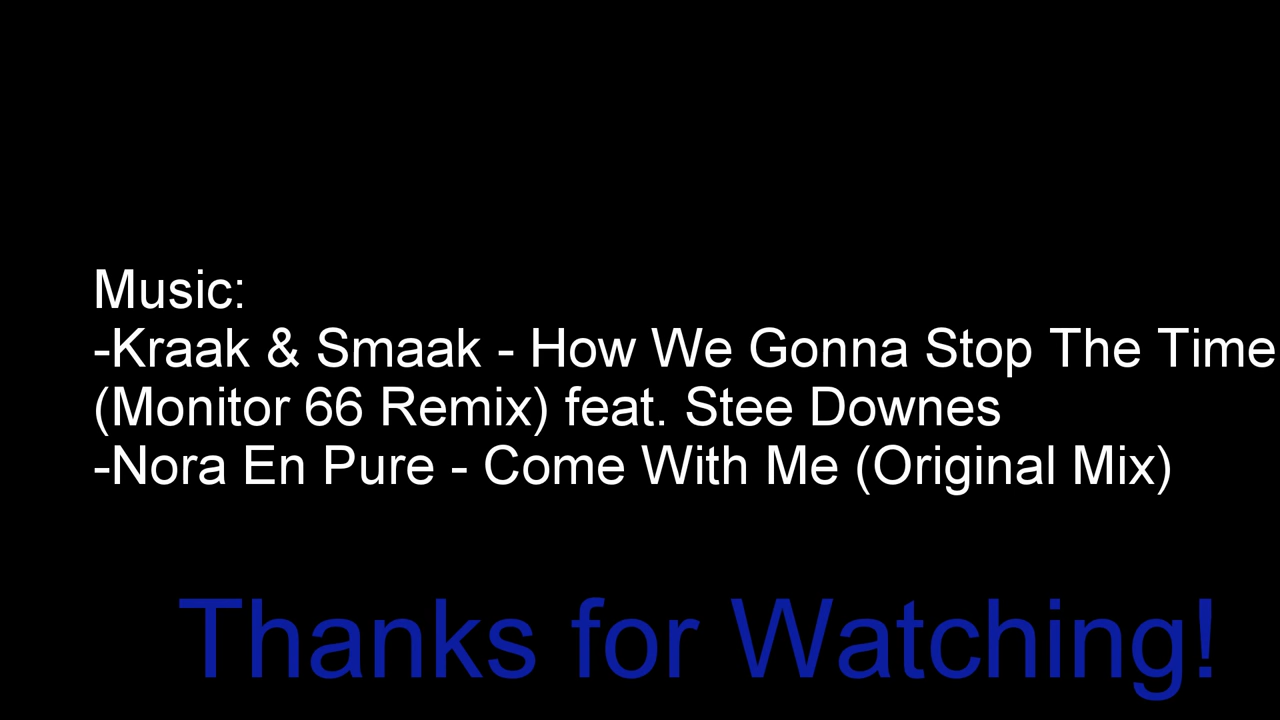 Music:
-Kraak & Smaak - How We Gonna Stop The Time
(Monitor 66 Remix) feat. Stee Downes
-Nora En Pure - Come With Me (Original Mix)
Thanks for Watching!